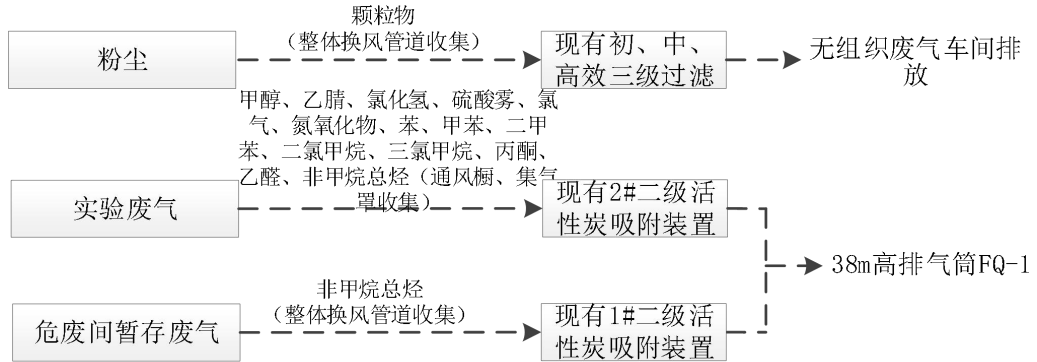 粉尘
颗粒物
（整体换风管道收集）
现有初、中、
高效三级过滤
无组织废气车间排
放
甲醇、乙腈、氯化氢、硫酸雾、氯
气、氮氧化物、苯、甲苯、二甲
苯、二氯甲烷、三氯甲烷、丙酮、
乙醛、非甲烷总烃（通风橱、集气
罩收集）
实验废气
现有2#二级活
性炭吸附装置
38m高排气筒FQ-1
非甲烷总烃
（整体换风管道收集）
危废间暂存废气
现有1#二级活
性炭吸附装置